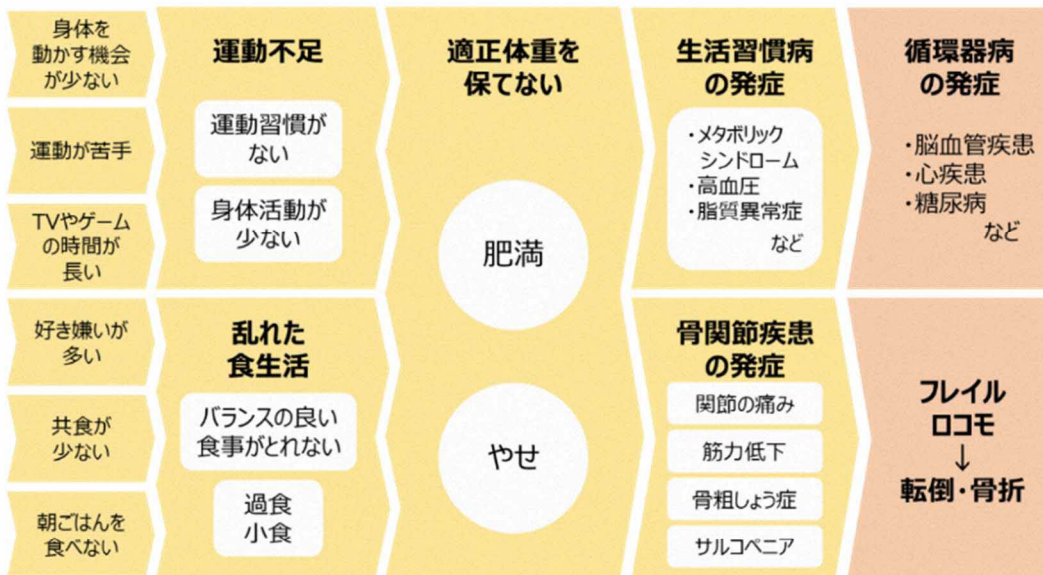 身体を
動かす機会
が少ない
運動が苦手
TVやゲーム
の時間が
長い
好き嫌いが
多い
共食が
少ない
朝ごはんを
食べない
運動不足
運動習慣が
ない
身体活動が
少ない
乱れた
食生活
バランスの良い
食事がとれない
過食
小食
適正体重を
保てない
肥満
やせ
生活習慣病
の発症
・メタボリック
シンドローム
・高血圧
・脂質異常症
など
骨関節疾患
の発症
関節の痛み
筋力低下
骨粗しょう症
サルコペニア
循環器病
の発症
・脳血管疾患
・心疾患
・糖尿病
など
フレイル
ロコモ
↓
転倒・骨折